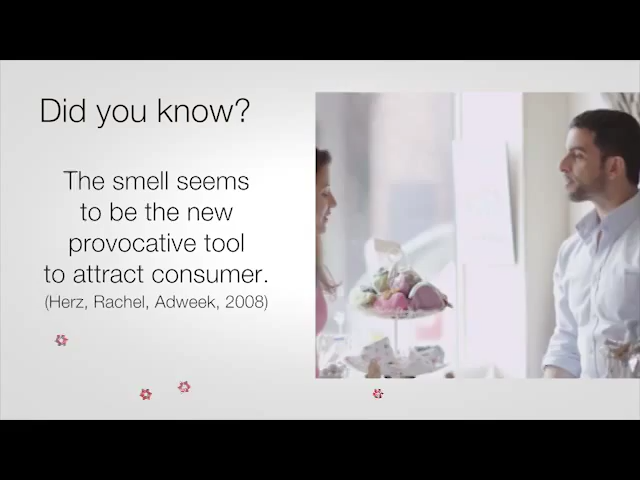 Did you know?
The smell seems
to be the new
provocative tool
to attract consumer.
(Herz, Rachel, Adweek, 2008)